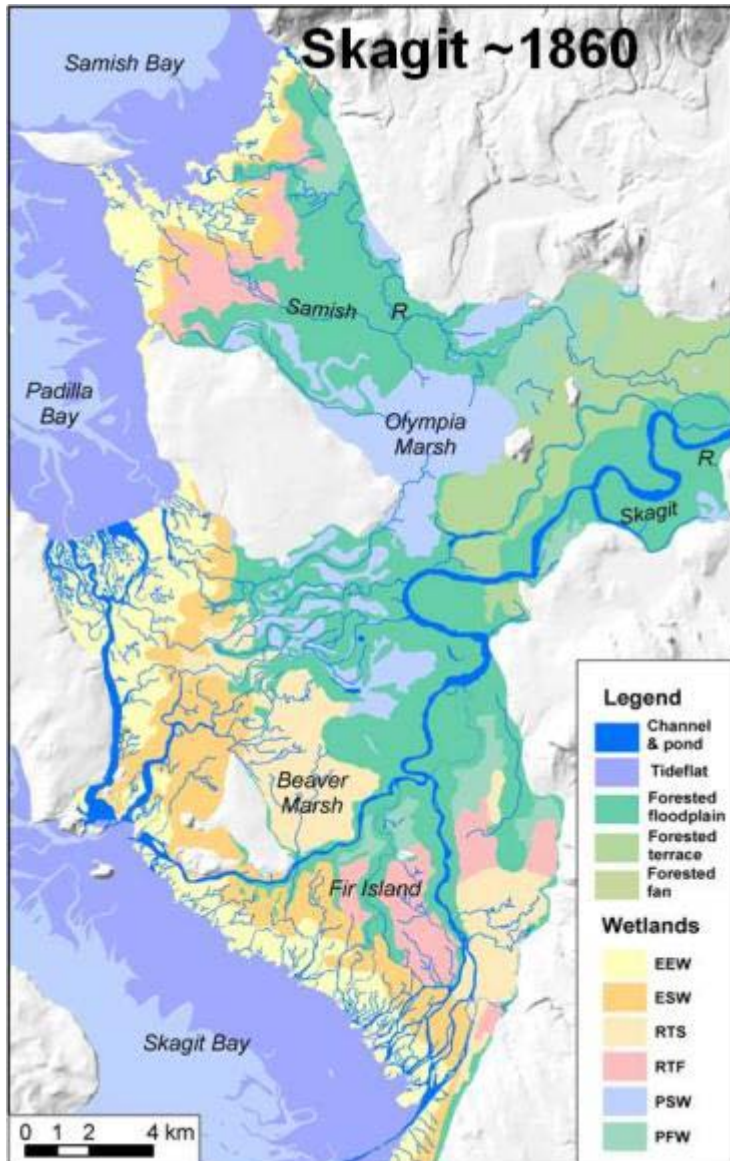 Skagit ~1860
Samish Bay
Samish R.
Padilla
Bay
Olympia
Marsh
R.
Skagit
Beaver
Marsh
Fir Island
Skagit Bay
0 1 2 4 km
Legend
Channel
& pond
Tideflat
Forested
floodplain
Forested
terrace
Forested
fan
Wetlands
EEW
ESW
RTS
RTF
PSW
PFW